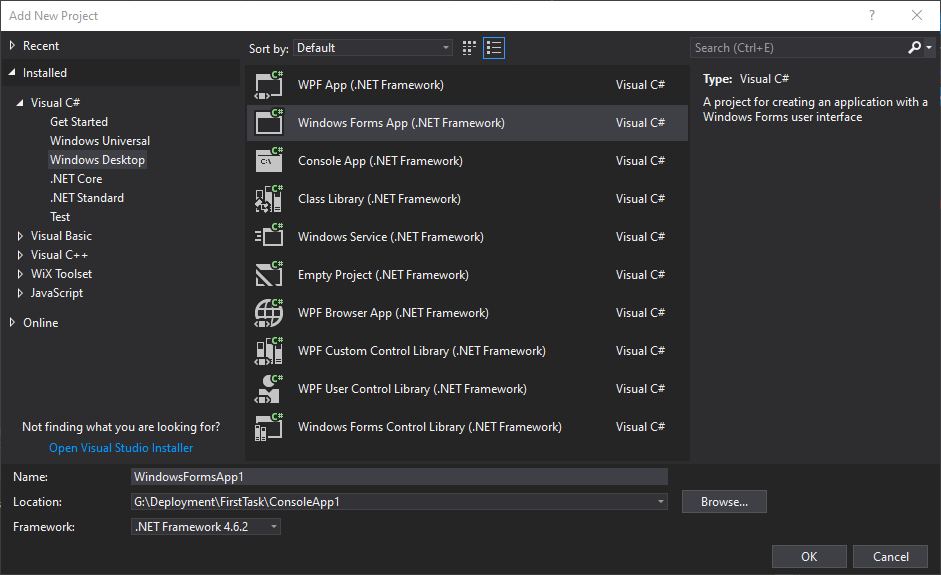 Add New Project
?
Recent
Installed
Visual C#
Get Started
Windows Universal
Windows Desktop
.NET Core
.NET Standard
Test
Visual Basic
Visual C++
WiX Toolset
JavaScript
Online
Not finding what you are looking for?
Open Visual Studio Installer
Sort by: Default
C# WPF App (.NET Framework) Visual C#
C# Windows Forms App (.NET Framework) Visual C#
C# C:\ Console App (.NET Framework) Visual C#
C# Class Library (.NET Framework) Visual C#
C# Windows Service (.NET Framework) Visual C#
C# Empty Project (.NET Framework) Visual C#
C# WPF Browser App (.NET Framework) Visual C#
C# WPF Custom Control Library (.NET Framework) Visual C#
C# WPF User Control Library (.NET Framework) Visual C#
C# Windows Forms Control Library (.NET Framework) Visual C#
Search (Ctrl+E)
Type: Visual C#
A project for creating an application with a
Windows Forms user interface
Name: WindowsFormsApp1
Location: G:\Deployment\FirstTask\ConsoleApp1 Browse...
Framework: .NET Framework 4.6.2
OK Cancel